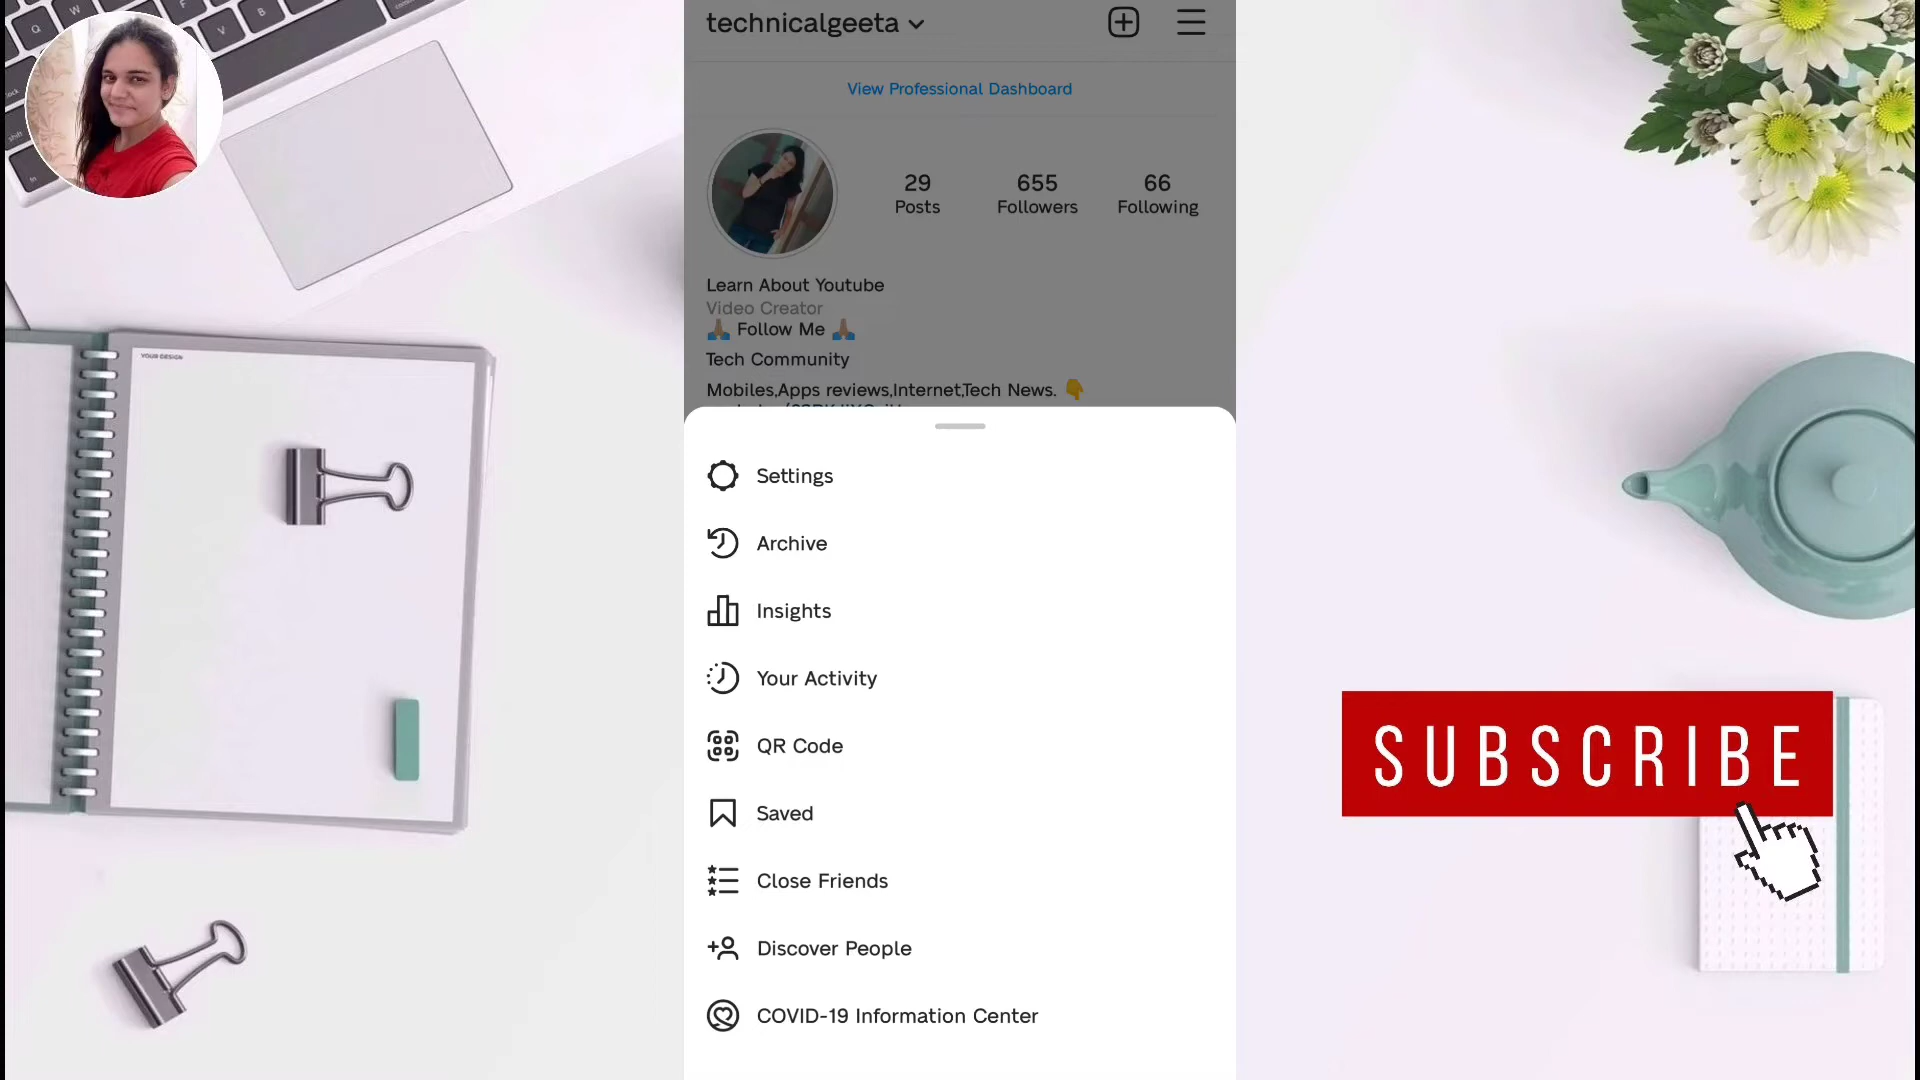 technicalgeeta
View Professional Dashboard
29
Posts
655
Followers
66
Following
Learn About Youtube
Video Creator
🙏 Follow Me 🙏
Tech Community
Mobiles,Apps reviews,Internet,Tech News. 👇
Settings
Archive
Insights
Your Activity
QR Code
Saved
Close Friends
Discover People
COVID-19 Information Center
YOUR DESIGN
SUBSCRIBE